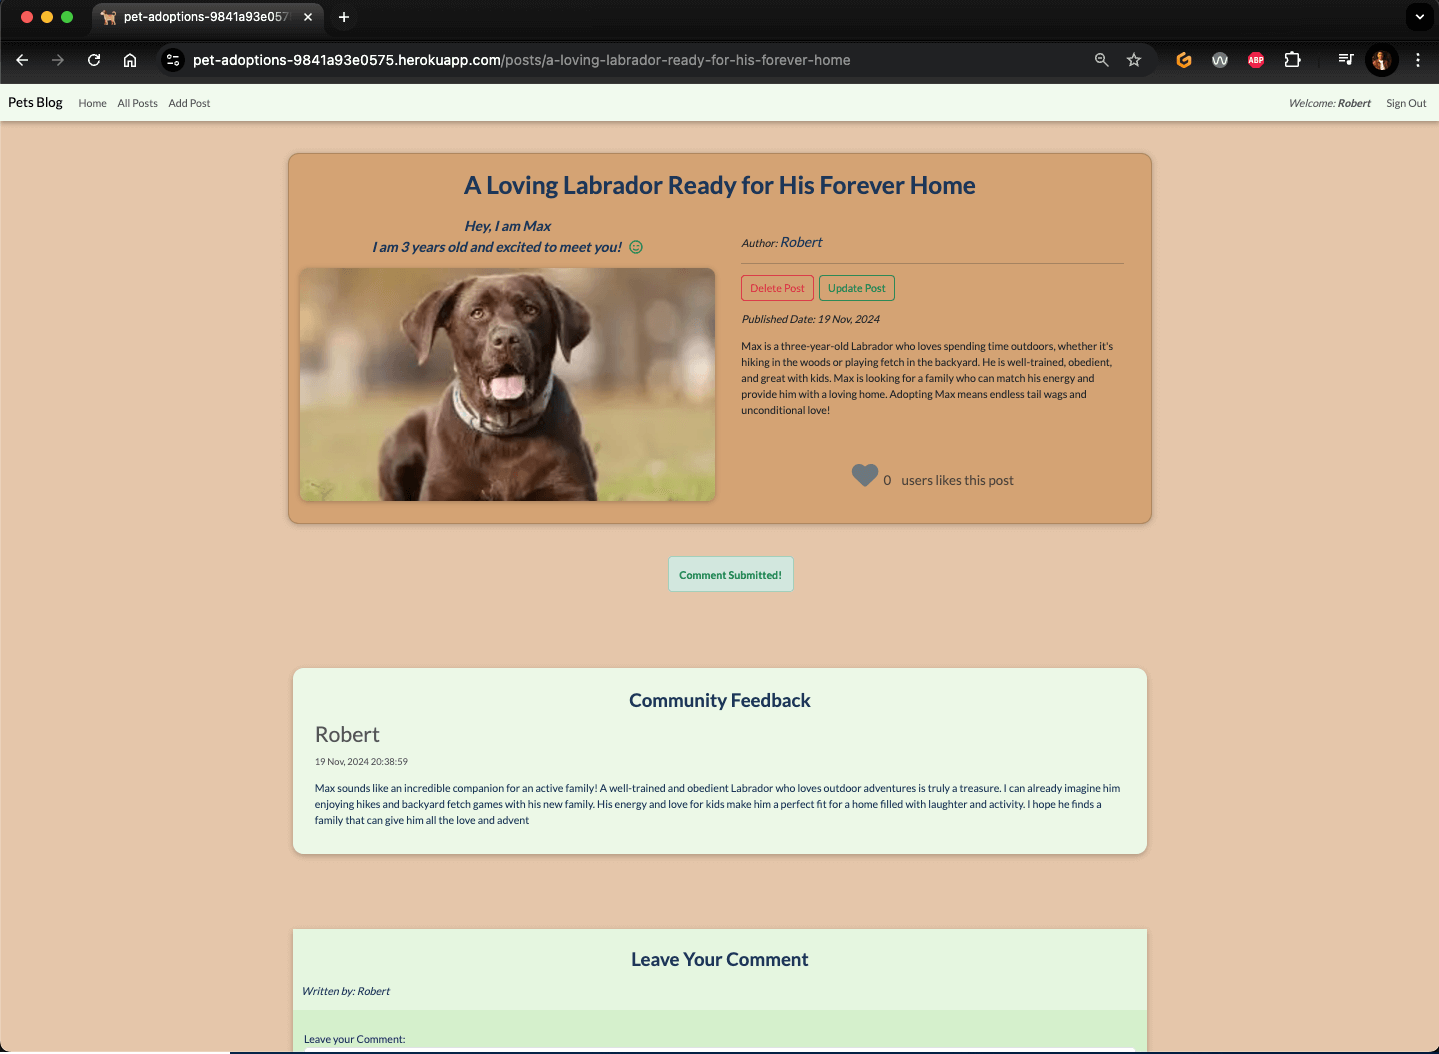 pet-adoptions-9841a93e057
pet-adoptions-9841a93e0575.herokuapp.com/posts/a-loving-labrador-ready-for-his-forever-home
ABP
Pets Blog Home All Posts Add Post Welcome: Robert Sign Out
A Loving Labrador Ready for His Forever Home
Hey, I am Max
I am 3 years old and excited to meet you!
Author: Robert
Delete Post Update Post
Published Date: 19 Nov, 2024
Max is a three-year-old Labrador who loves spending time outdoors, whether it's
hiking in the woods or playing fetch in the backyard. He is well-trained, obedient,
and great with kids. Max is looking for a family who can match his energy and
provide him with a loving home. Adopting Max means endless tail wags and
unconditional love!
0 users likes this post
Comment Submitted!
Community Feedback
Robert
19 Nov, 2024 20:38:59
Max sounds like an incredible companion for an active family! A well-trained and obedient Labrador who loves outdoor adventures is truly a treasure. I can already imagine him
enjoying hikes and backyard fetch games with his new family. His energy and love for kids make him a perfect fit for a home filled with laughter and activity. I hope he finds a
family that can give him all the love and advent
Leave Your Comment
Written by: Robert
Leave your Comment: